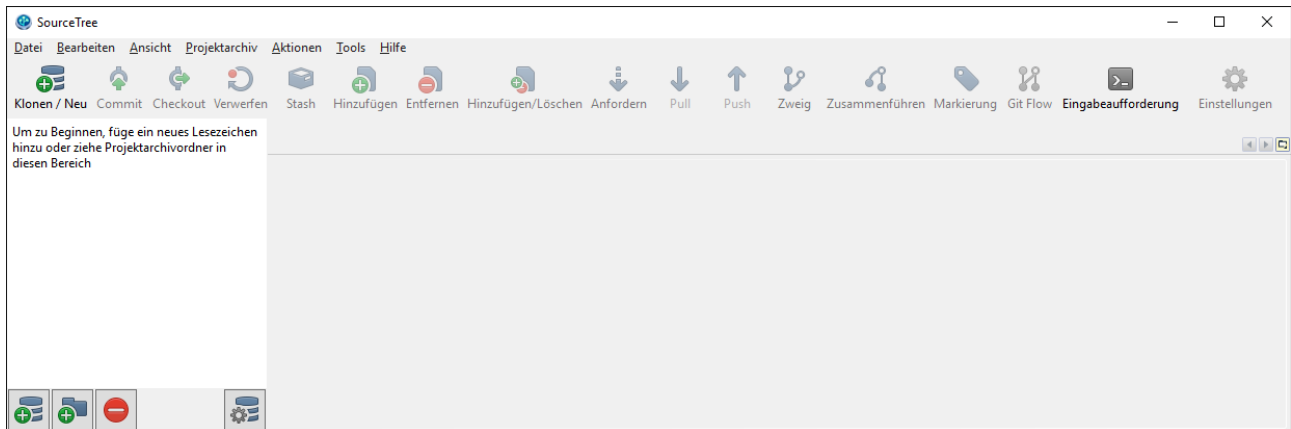 SourceTree
Datei Bearbeiten Ansicht Projektarchiv Aktionen Tools Hilfe
Klonen / Neu Commit Checkout Verwerfen Stash Hinzufügen Entfernen Hinzufügen/Löschen Anfordern Pull Push Zweig Zusammenführen Markierung Git Flow Eingabeaufforderung Einstellungen
Um zu Beginnen, füge ein neues Lesezeichen
hinzu oder ziehe Projektarchivordner in
diesen Bereich